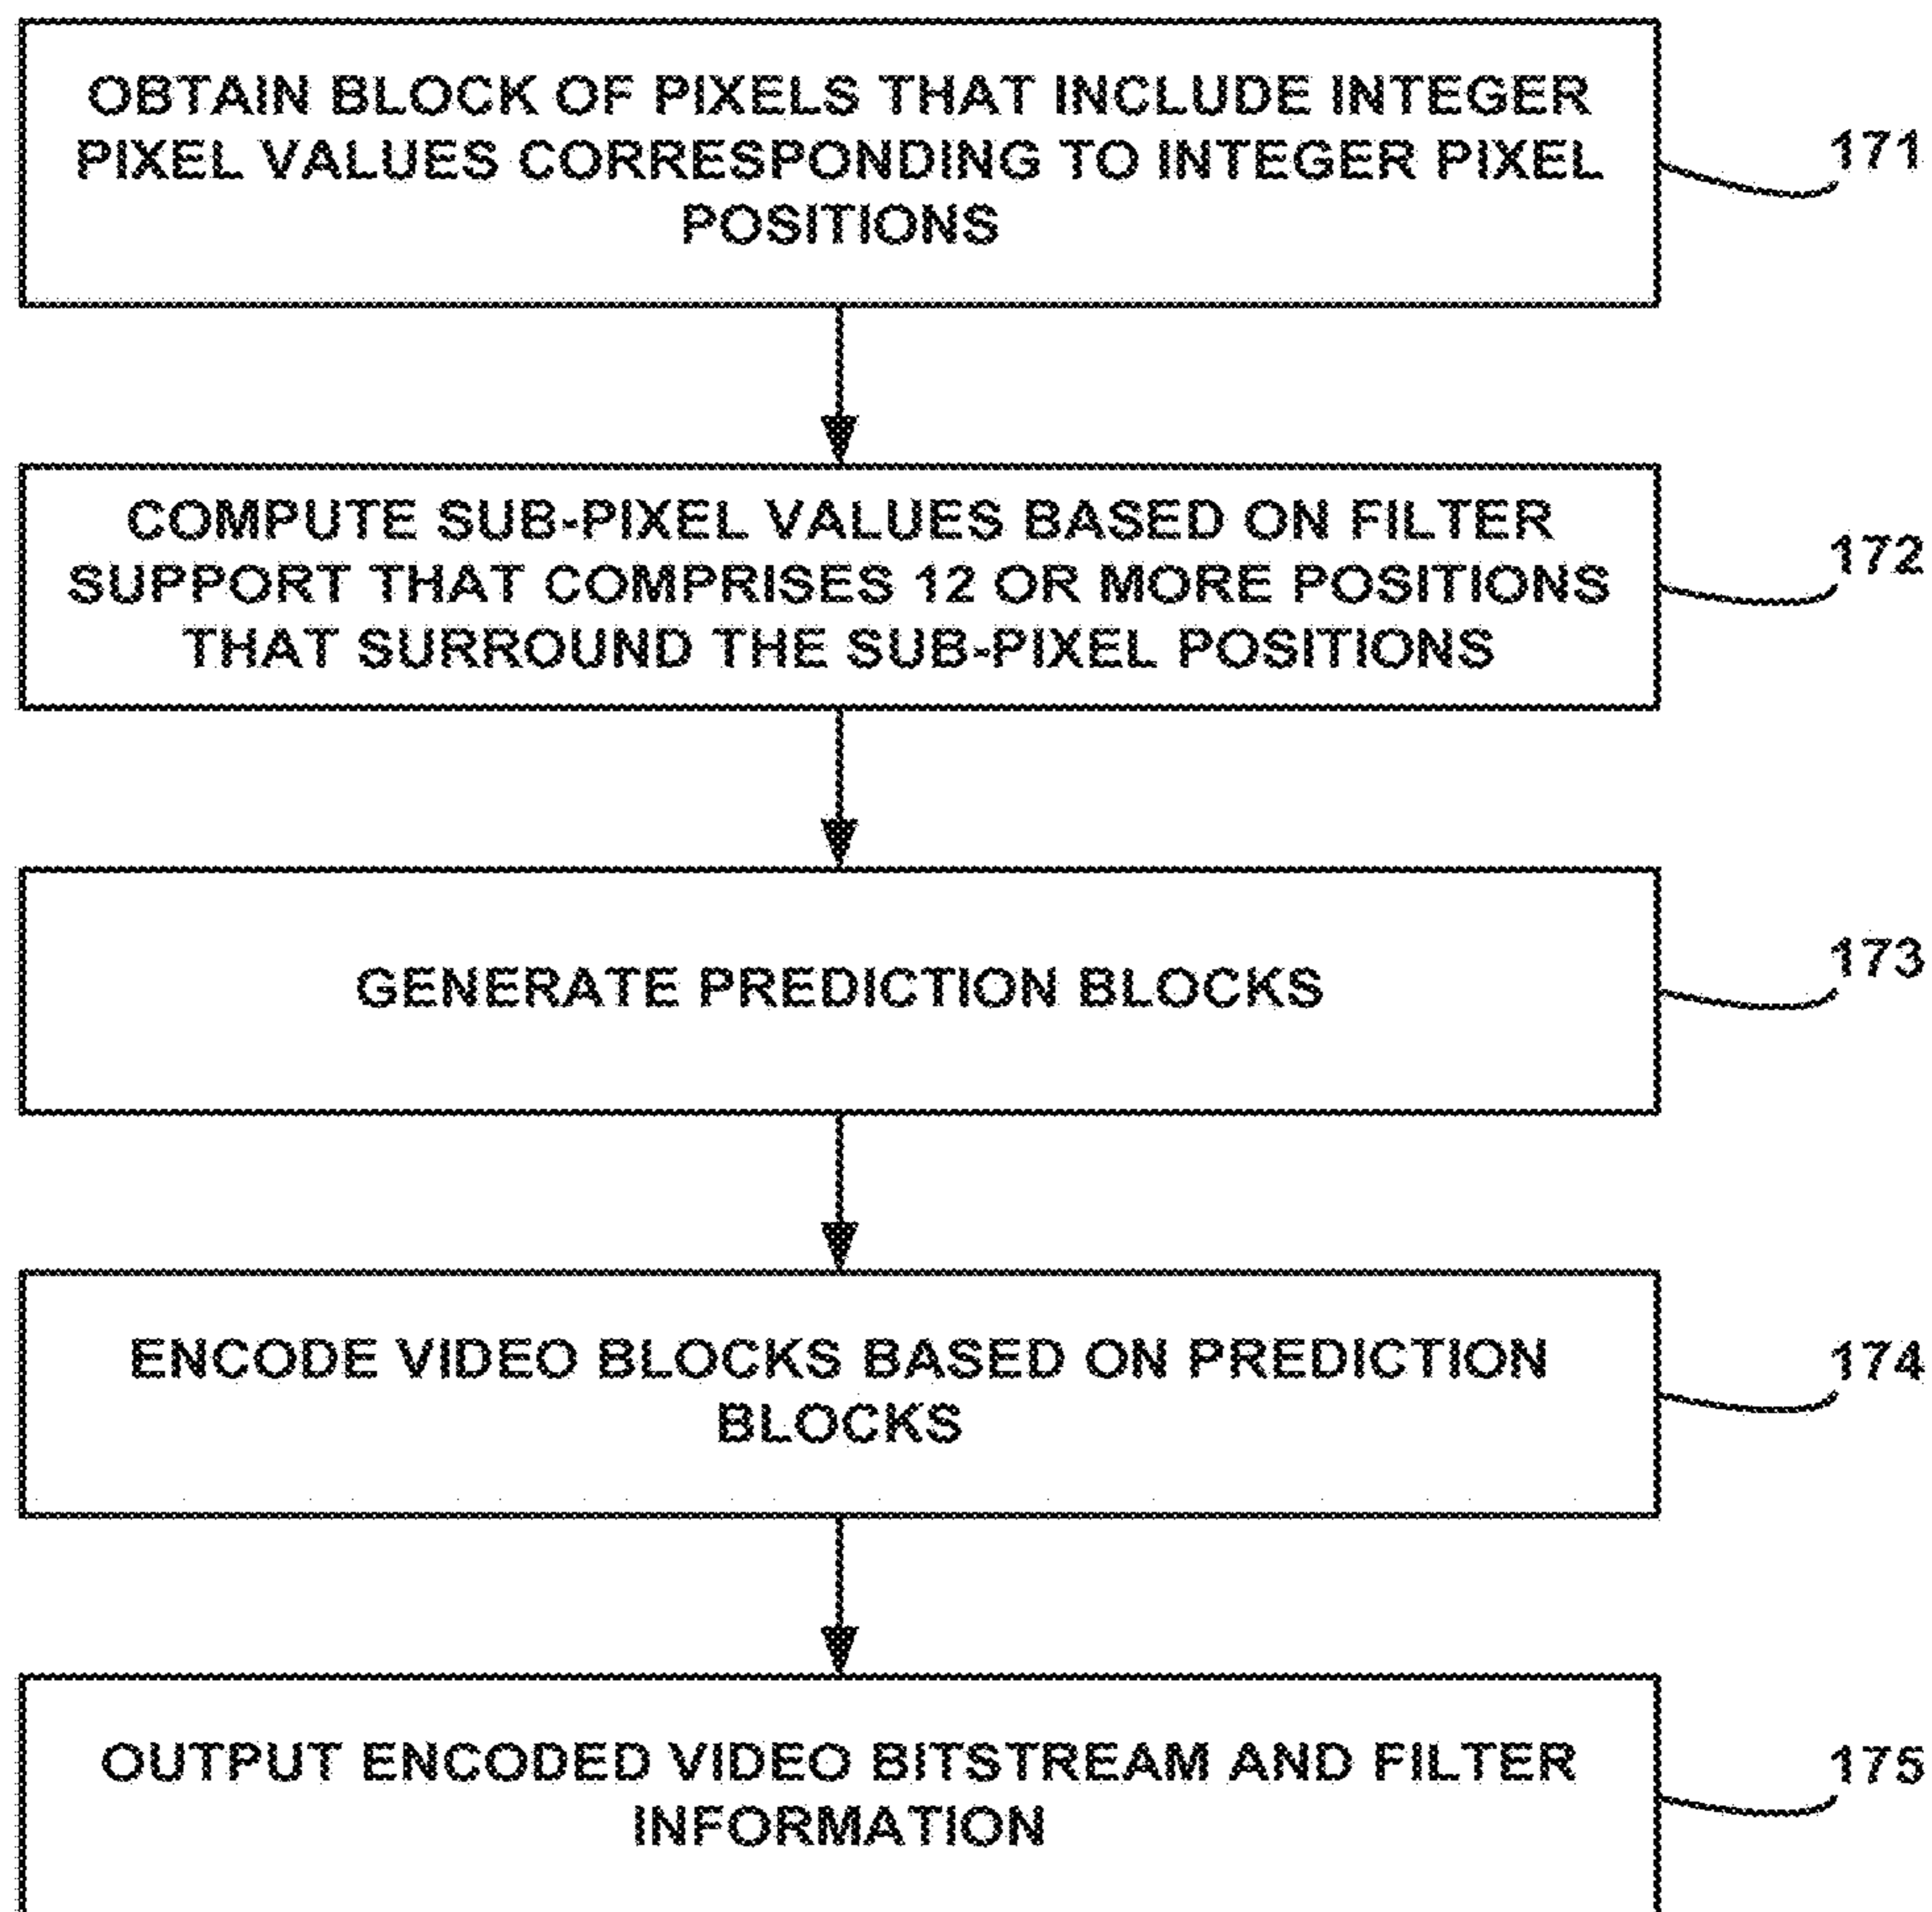 OBTAIN BLOCK OF PIXELS THAT INCLUDE INTEGER
PIXEL VALUES CORRESPONDING TO INTEGER PIXEL
POSITIONS
171
COMPUTE SUB-PIXEL VALUES BASED ON FILTER
SUPPORT THAT COMPRISES 12 OR MORE POSITIONS
THAT SURROUND THE SUB-PIXEL POSITIONS
172
GENERATE PREDICTION BLOCKS
173
ENCODE VIDEO BLOCKS BASED ON PREDICTION
BLOCKS
174
OUTPUT ENCODED VIDEO BITSTREAM AND FILTER
INFORMATION
175